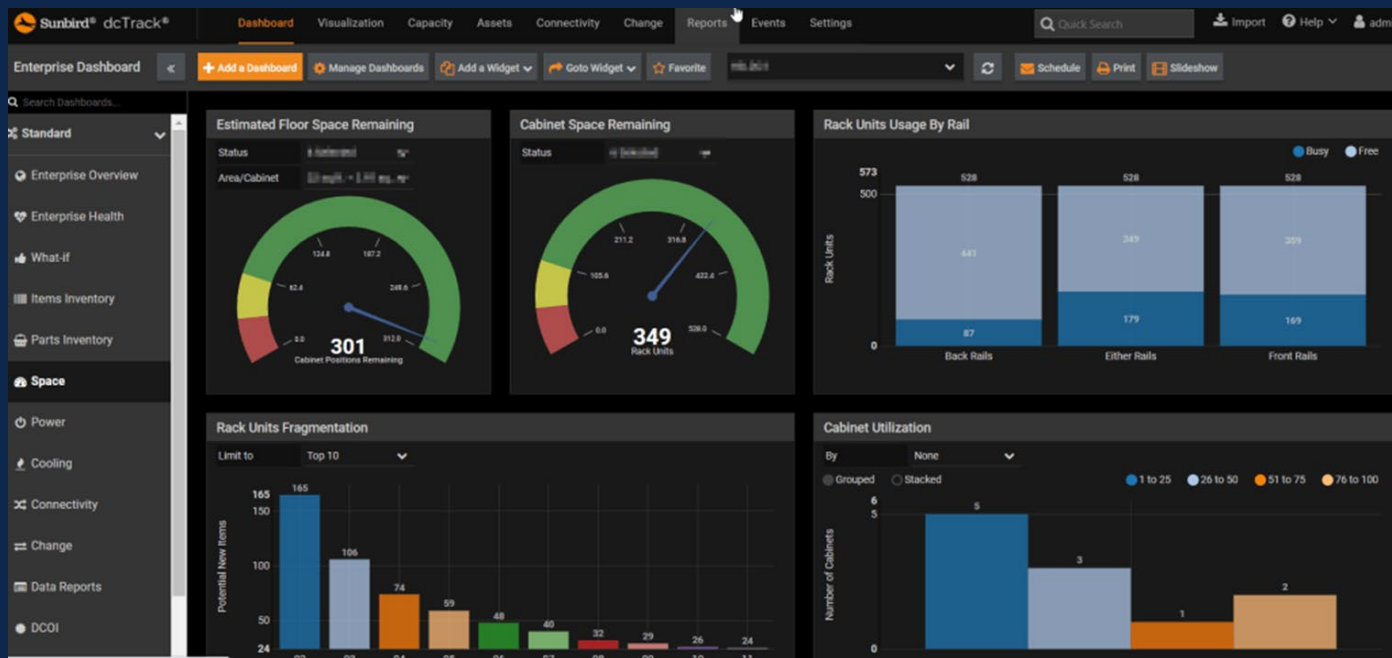 Sunbird® dcTrack®
Dashboard Visualization Capacity Assets Connectivity Change Reports Events Settings
Quick Search
Import Help adm
Enterprise Dashboard
Add a Dashboard
Manage Dashboards
Add a Widget
Goto Widget
Favorite
Schedule
Print
Slideshow
Search Dashboards...
Standard
Enterprise Overview
Enterprise Health
What-if
Items Inventory
Parts Inventory
Space
Power
Cooling
Connectivity
Change
Data Reports
DCOI
Estimated Floor Space Remaining
Status
Area/Cabinet
0.0 62.4 124.8 187.2 312.0
301
Cabinet Positions Remaining
Cabinet Space Remaining
Status
0.0 105.6 211.2 316.8 422.4 528.0
349
Rack Units
Rack Units Usage By Rail
Busy Free
573
500
0
Rack Units
528 528 528
441 349 359
87 179 169
Back Rails Either Rails Front Rails
Rack Units Fragmentation
Limit to Top 10
165
150
100
50
24
Potential New Items
165 106 74 59 48 40 32 29 26 24
Cabinet Utilization
By None
Grouped Stacked
1 to 25 26 to 50 51 to 75 76 to 100
6
5
0
Number of Cabinets
5 3 1 2